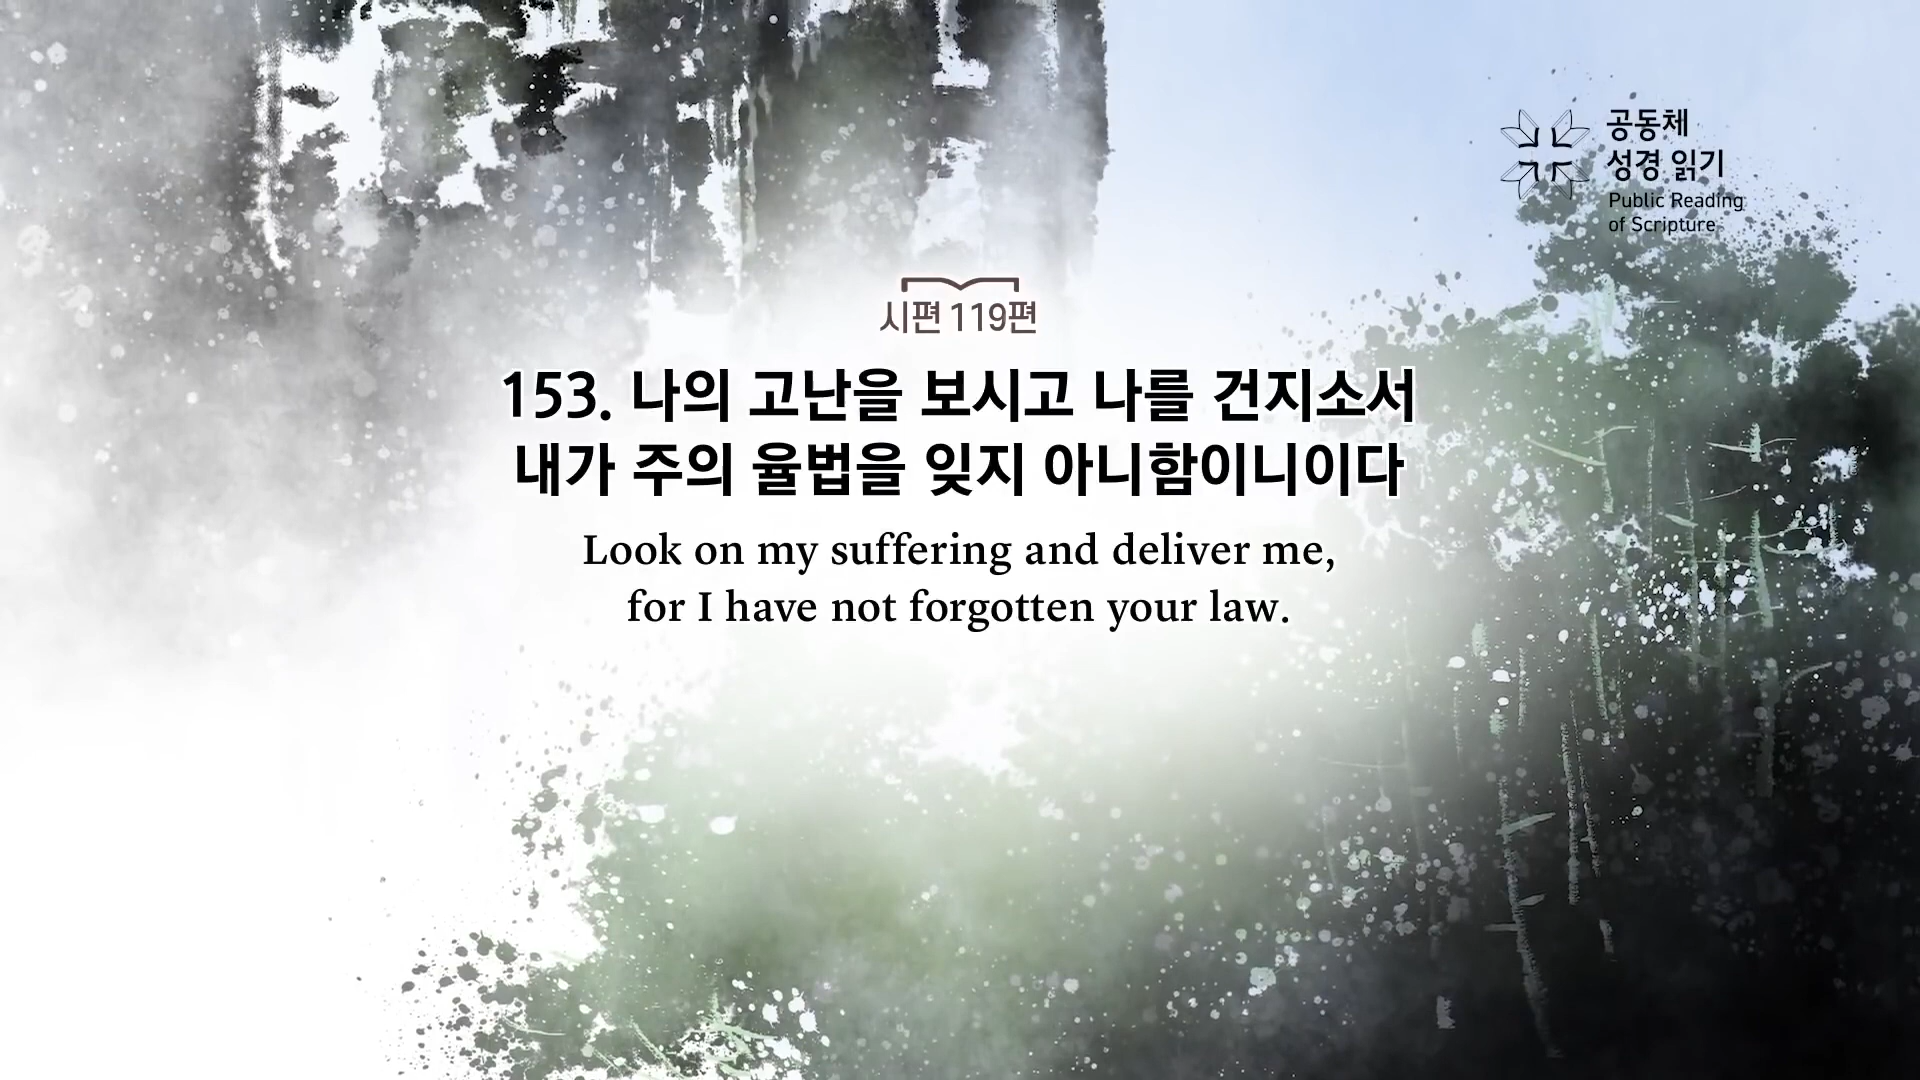 공동체
성경 읽기
Public Reading
of Scripture
시편 119편
153. 나의 고난을 보시고 나를 건지소서
내가 주의 율법을 잊지 아니함이니이다
Look on my suffering and deliver me,
for I have not forgotten your law.